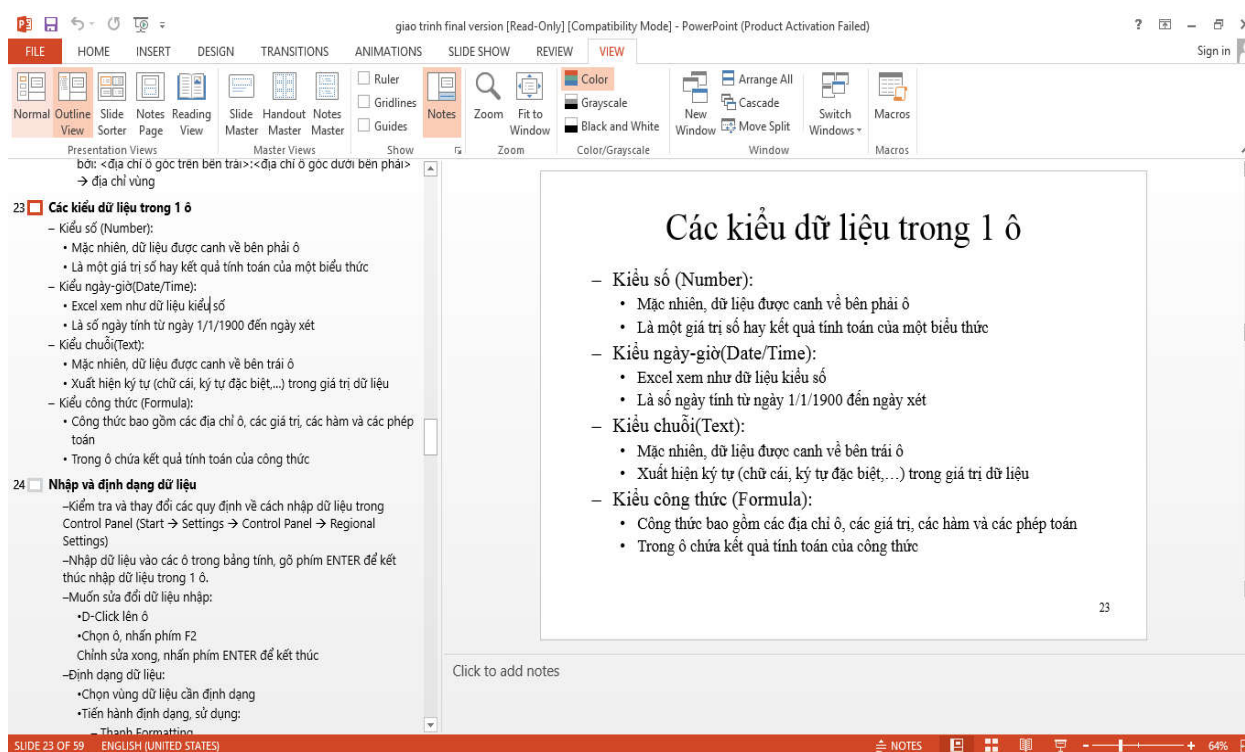 giao trinh final version [Read-Only] [Compatibility Mode] - PowerPoint (Product Activation Failed)
FILE HOME INSERT DESIGN TRANSITIONS ANIMATIONS SLIDE SHOW REVIEW VIEW Sign in
Normal Outline View Slide Sorter Notes Page Reading View
Presentation Views
Slide Master Handout Master Notes Master
Master Views
Ruler
Gridlines
Guides
Notes
Show
Zoom Fit to Window
Zoom
Color
Grayscale
Black and White
Color/Grayscale
New Window
Arrange All
Cascade
Move Split
Switch Windows
Window
Macros
Macros
bởi: <địa chỉ ô góc trên bên trái>:<địa chỉ ô góc dưới bên phải>
→ địa chỉ vùng
23 Các kiểu dữ liệu trong 1 ô
– Kiểu số (Number):
• Mặc nhiên, dữ liệu được canh về bên phải ô
• Là một giá trị số hay kết quả tính toán của một biểu thức
– Kiểu ngày-giờ(Date/Time):
• Excel xem như dữ liệu kiểu số
• Là số ngày tính từ ngày 1/1/1900 đến ngày xét
– Kiểu chuỗi(Text):
• Mặc nhiên, dữ liệu được canh về bên trái ô
• Xuất hiện ký tự (chữ cái, ký tự đặc biệt,...) trong giá trị dữ liệu
– Kiểu công thức (Formula):
• Công thức bao gồm các địa chỉ ô, các giá trị, các hàm và các phép
toán
• Trong ô chứa kết quả tính toán của công thức
24 Nhập và định dạng dữ liệu
–Kiểm tra và thay đổi các quy định về cách nhập dữ liệu trong
Control Panel (Start → Settings → Control Panel → Regional
Settings)
–Nhập dữ liệu vào các ô trong bảng tính, gõ phím ENTER để kết
thúc nhập dữ liệu trong 1 ô.
–Muốn sửa đổi dữ liệu nhập:
•D-Click lên ô
•Chọn ô, nhấn phím F2
Chỉnh sửa xong, nhấn phím ENTER để kết thúc
–Định dạng dữ liệu:
•Chọn vùng dữ liệu cần định dạng
•Tiến hành định dạng, sử dụng:
– Thanh Formatting
Các kiểu dữ liệu trong 1 ô
– Kiểu số (Number):
• Mặc nhiên, dữ liệu được canh về bên phải ô
• Là một giá trị số hay kết quả tính toán của một biểu thức
– Kiểu ngày-giờ(Date/Time):
• Excel xem như dữ liệu kiểu số
• Là số ngày tính từ ngày 1/1/1900 đến ngày xét
– Kiểu chuỗi(Text):
• Mặc nhiên, dữ liệu được canh về bên trái ô
• Xuất hiện ký tự (chữ cái, ký tự đặc biệt,…) trong giá trị dữ liệu
– Kiểu công thức (Formula):
• Công thức bao gồm các địa chỉ ô, các giá trị, các hàm và các phép toán
• Trong ô chứa kết quả tính toán của công thức
23
Click to add notes
SLIDE 23 OF 59 ENGLISH (UNITED STATES) NOTES 64%